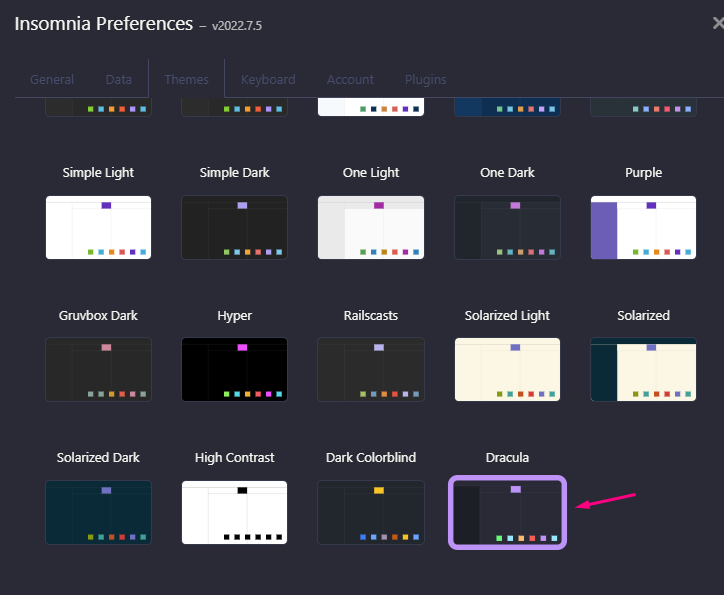 Insomnia Preferences – v2022.7.5
General Data Themes Keyboard Account Plugins
Simple Light Simple Dark One Light One Dark Purple
Gruvbox Dark Hyper Railscasts Solarized Light Solarized
Solarized Dark High Contrast Dark Colorblind Dracula